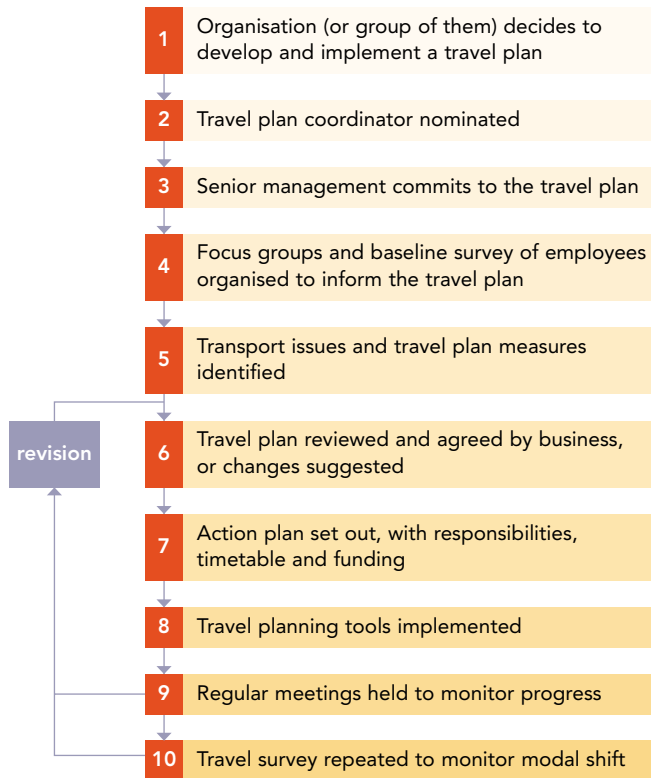 1
Organisation (or group of them) decides to
develop and implement a travel plan
2
Travel plan coordinator nominated
3
Senior management commits to the travel plan
4
Focus groups and baseline survey of employees
organised to inform the travel plan
5
Transport issues and travel plan measures
identified
revision
6
Travel plan reviewed and agreed by business,
or changes suggested
7
Action plan set out, with responsibilities,
timetable and funding
8
Travel planning tools implemented
9
Regular meetings held to monitor progress
10
Travel survey repeated to monitor modal shift